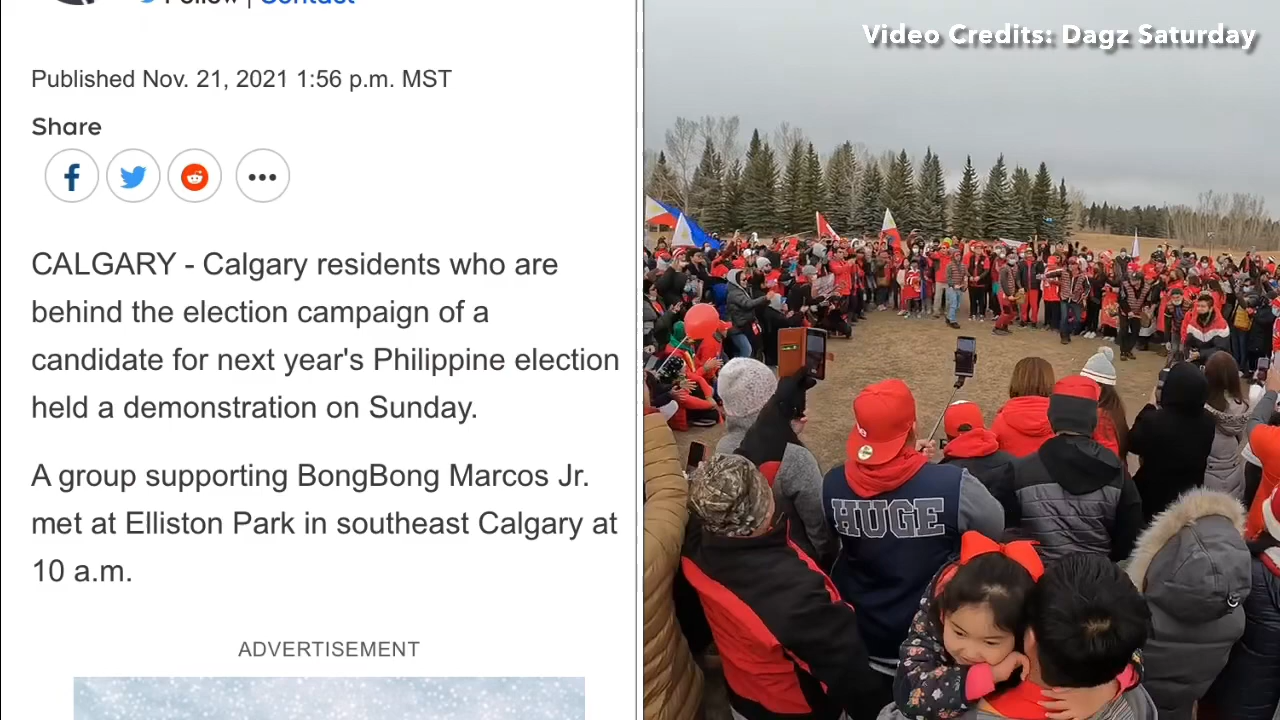 Follow | Contact
Video Credits: Dagz Saturday
Published Nov. 21, 2021 1:56 p.m. MST
Share
CALGARY - Calgary residents who are
behind the election campaign of a
candidate for next year's Philippine election
held a demonstration on Sunday.
A group supporting BongBong Marcos Jr.
met at Elliston Park in southeast Calgary at
10 a.m.
ADVERTISEMENT
HUGE